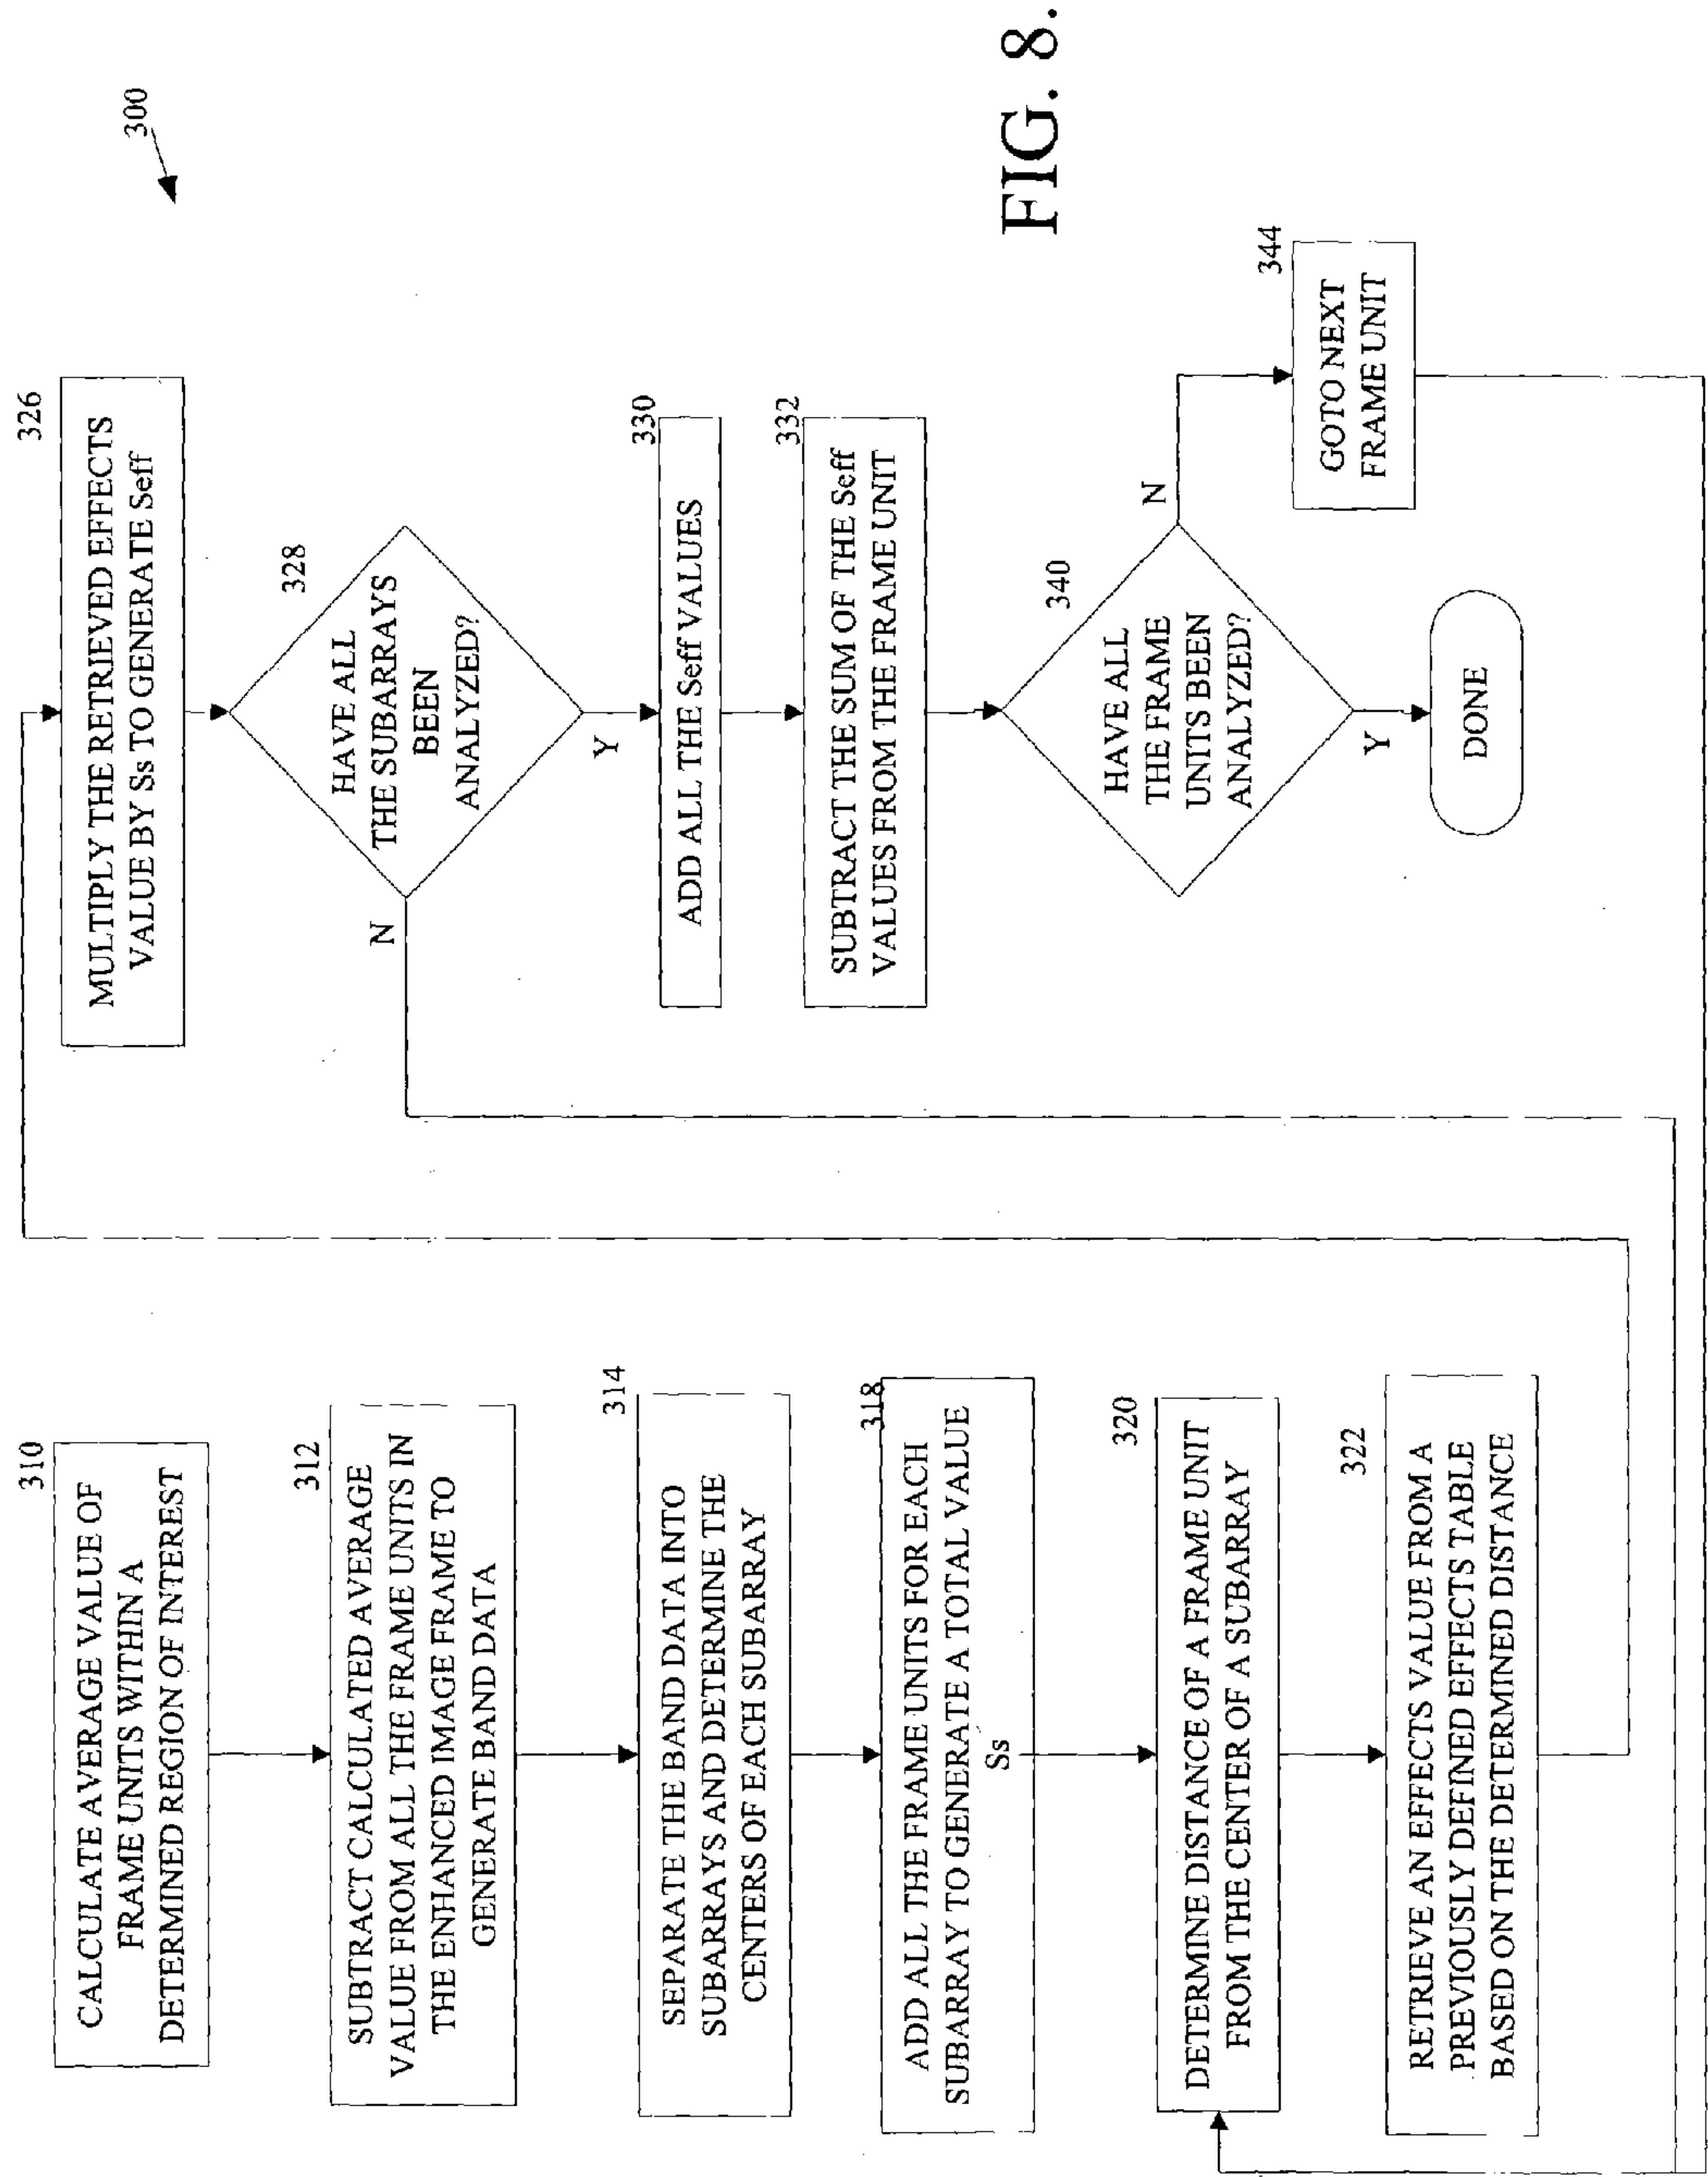 300
310
CALCULATE AVERAGE VALUE OF
FRAME UNITS WITHIN A
DETERMINED REGION OF INTEREST
312
SUBTRACT CALCULATED AVERAGE
VALUE FROM ALL THE FRAME UNITS IN
THE ENHANCED IMAGE FRAME TO
GENERATE BAND DATA
314
SEPARATE THE BAND DATA INTO
SUBARRAYS AND DETERMINE THE
CENTERS OF EACH SUBARRAY
318
ADD ALL THE FRAME UNITS FOR EACH
SUBARRAY TO GENERATE A TOTAL VALUE
Ss
320
DETERMINE DISTANCE OF A FRAME UNIT
FROM THE CENTER OF A SUBARRAY
322
RETRIEVE AN EFFECTS VALUE FROM A
PREVIOUSLY DEFINED EFFECTS TABLE
BASED ON THE DETERMINED DISTANCE
326
MULTIPLY THE RETRIEVED EFFECTS
VALUE BY Ss TO GENERATE Seff
328
HAVE ALL
THE SUBARRAYS
BEEN
ANALYZED?
N
Y
330
ADD ALL THE Seff VALUES
332
SUBTRACT THE SUM OF THE Seff
VALUES FROM THE FRAME UNIT
340
HAVE ALL
THE FRAME
UNITS BEEN
ANALYZED?
N
Y
344
GOTO NEXT
FRAME UNIT
DONE
FIG. 8.